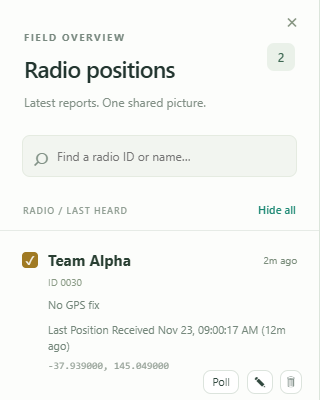 FIELD OVERVIEW
Radio positions
2
Latest reports. One shared picture.
Find a radio ID or name...
RADIO / LAST HEARD
Hide all
Team Alpha
2m ago
ID 0030
No GPS fix
Last Position Received Nov 23, 09:00:17 AM (12m
ago)
-37.939000, 145.049000
Poll